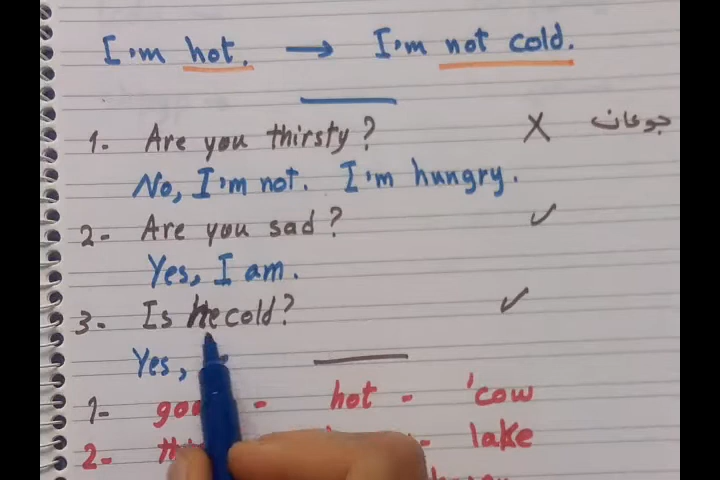 I'm hot. → I'm not cold.
1- Are you thirsty? X جوعان
No, I'm not. I'm hungry.
2- Are you sad? ✓
Yes, I am.
3- Is he cold? ✓
Yes,
1- - hot - 'cow
2- - lake